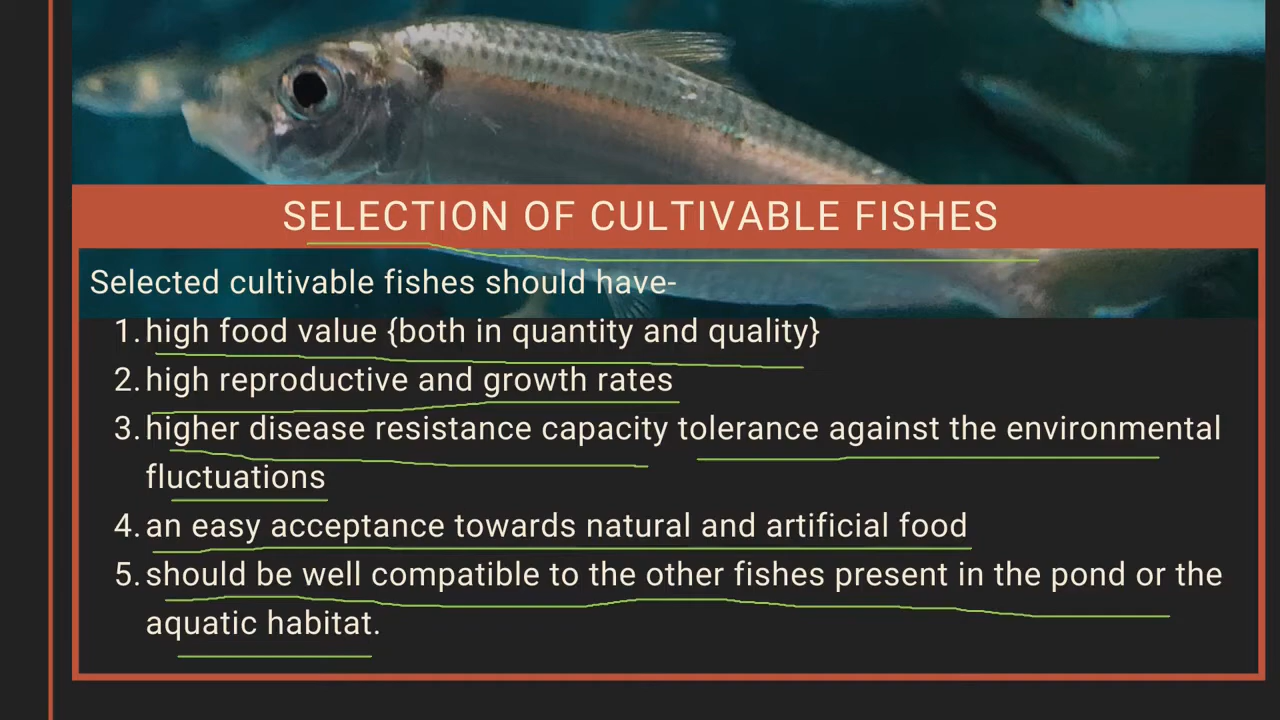 SELECTION OF CULTIVABLE FISHES
Selected cultivable fishes should have-
1. high food value {both in quantity and quality}
2. high reproductive and growth rates
3. higher disease resistance capacity tolerance against the environmental
fluctuations
4. an easy acceptance towards natural and artificial food
5. should be well compatible to the other fishes present in the pond or the
aquatic habitat.